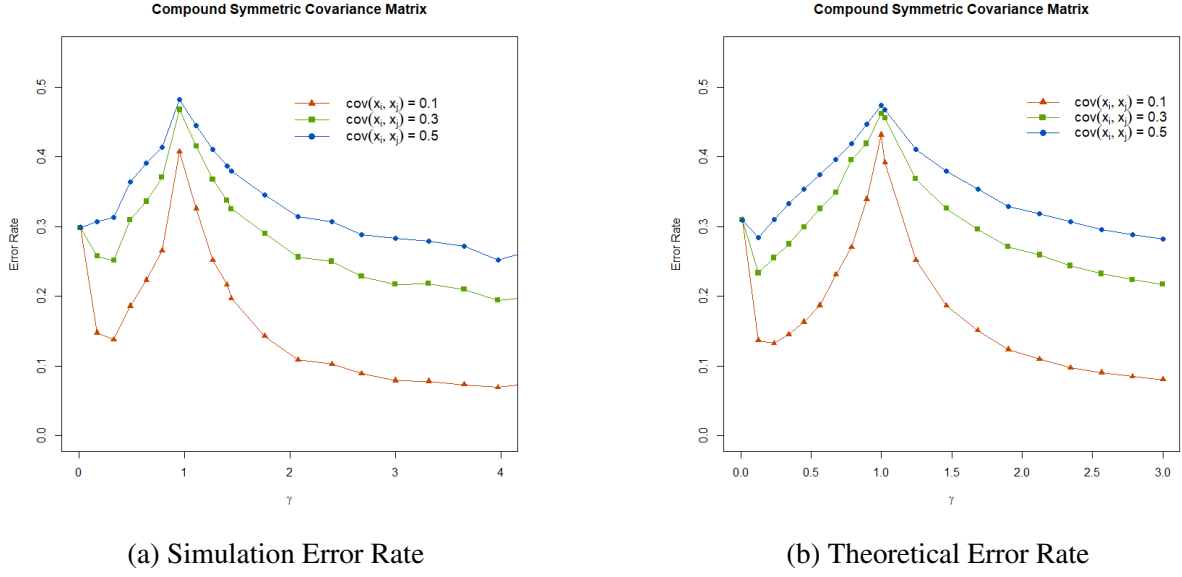 Compound Symmetric Covariance Matrix
Error Rate
0.0 0.1 0.2 0.3 0.4 0.5
cov(xᵢ, xⱼ) = 0.1
cov(xᵢ, xⱼ) = 0.3
cov(xᵢ, xⱼ) = 0.5
0 1 2 3 4
γ
(a) Simulation Error Rate
Compound Symmetric Covariance Matrix
Error Rate
0.0 0.1 0.2 0.3 0.4 0.5
cov(xᵢ, xⱼ) = 0.1
cov(xᵢ, xⱼ) = 0.3
cov(xᵢ, xⱼ) = 0.5
0.0 0.5 1.0 1.5 2.0 2.5 3.0
γ
(b) Theoretical Error Rate